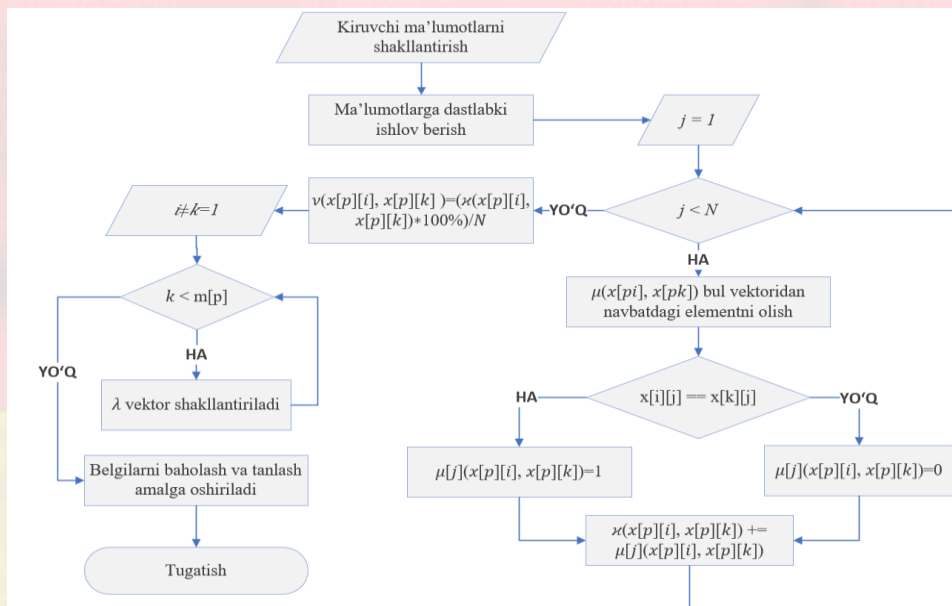 Kiruvchi ma’lumotlarni
shakllantirish
Ma’lumotlarga dastlabki
ishlov berish
j = 1
j < N
YO‘Q
ν(x[p][i], x[p][k] )=(ϰ(x[p][i],
x[p][k])*100%)/N
i≠k=1
k < m[p]
HA
λ vektor shakllantiriladi
YO‘Q
Belgilarni baholash va tanlash
amalga oshiriladi
Tugatish
HA
μ(x[pi], x[pk]) bul vektoridan
navbatdagi elementni olish
x[i][j] == x[k][j]
HA
YO‘Q
μ[j](x[p][i], x[p][k])=1
μ[j](x[p][i], x[p][k])=0
ϰ(x[p][i], x[p][k]) +=
μ[j](x[p][i], x[p][k])